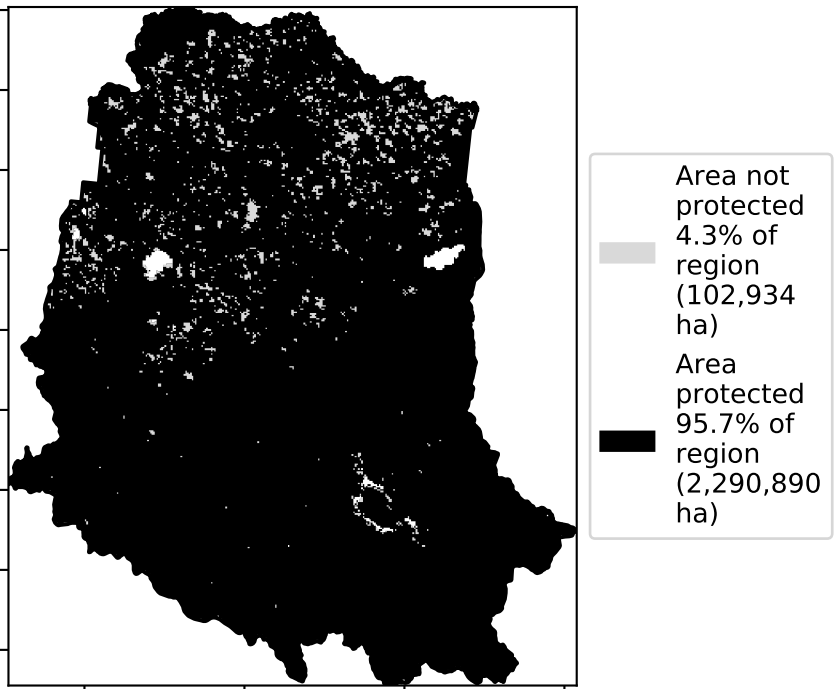 Area not
protected
4.3% of
region
(102,934
ha)
Area
protected
95.7% of
region
(2,290,890
ha)